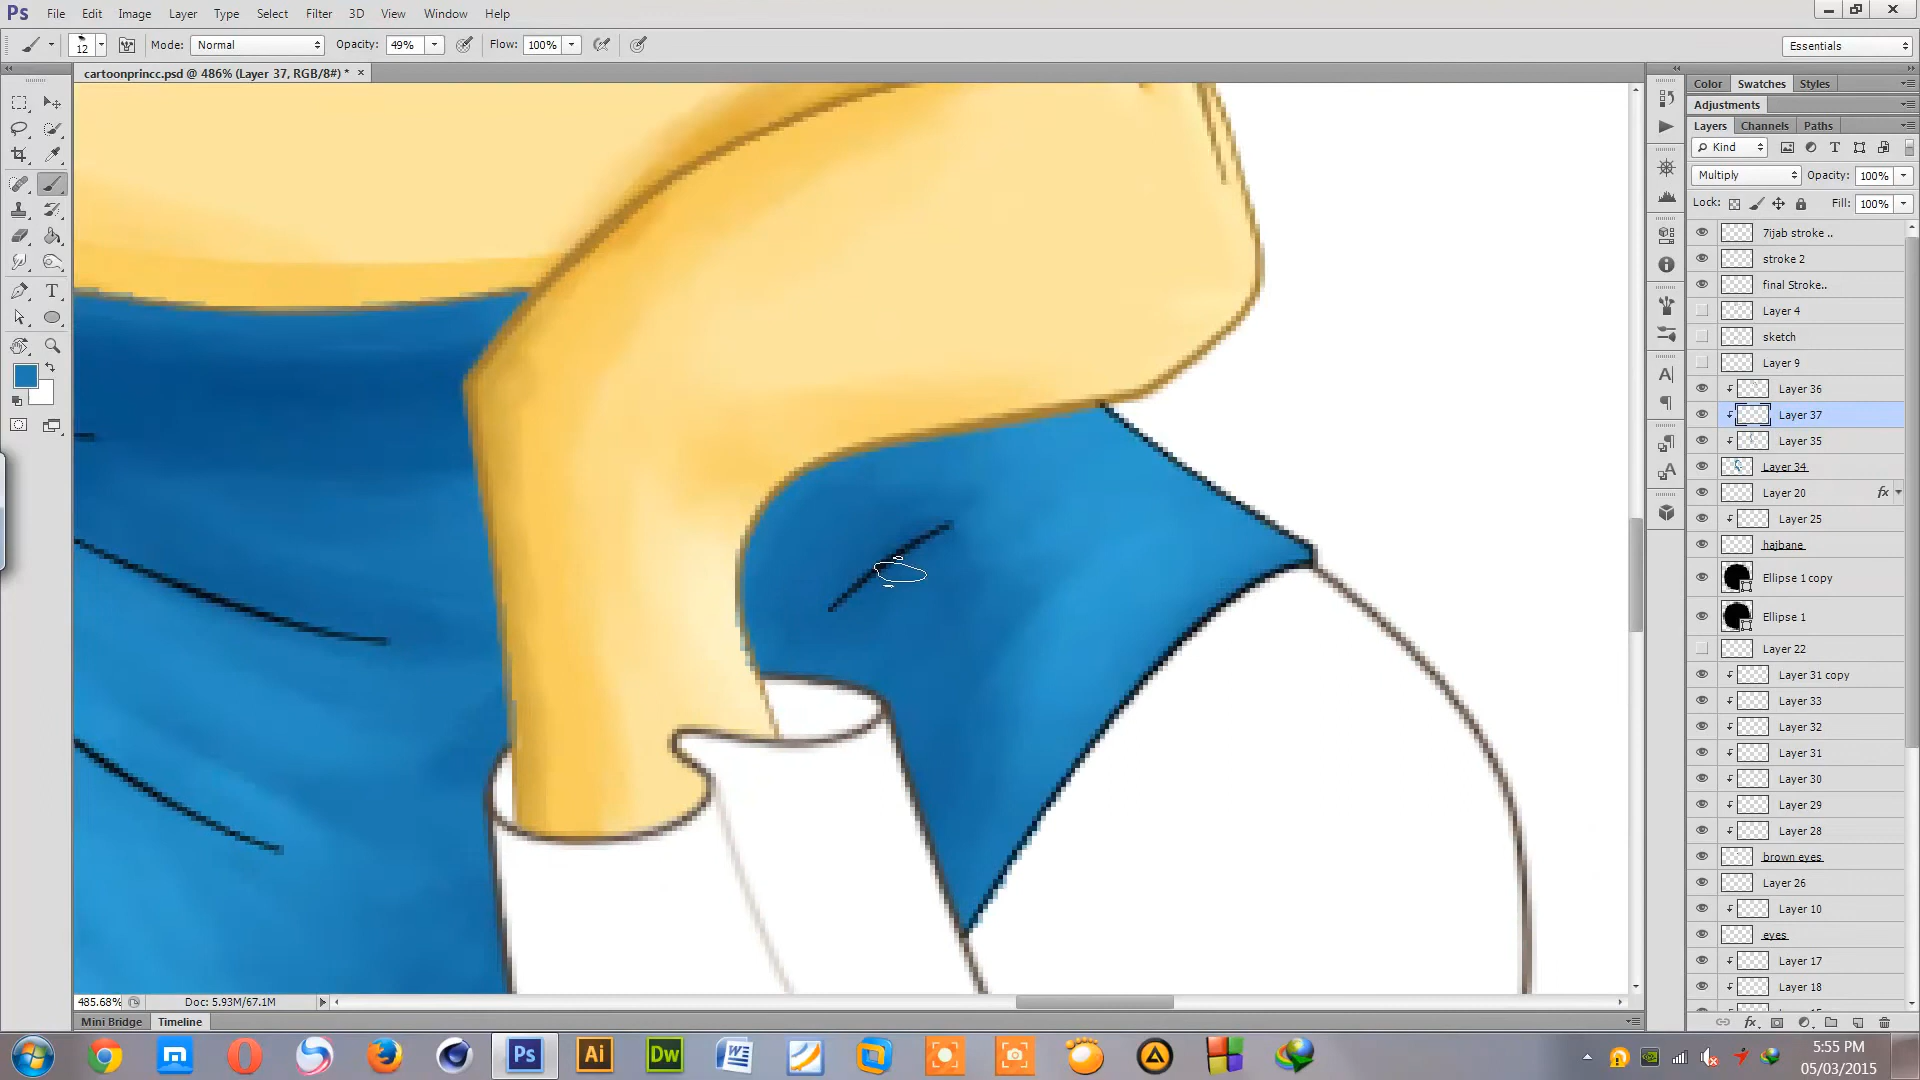 Ps File Edit Image Layer Type Select Filter 3D View Window Help
12 Mode: Normal Opacity: 49% Flow: 100% Essentials
cartoonprincc.psd @ 486% (Layer 37, RGB/8#) * ×
Color Swatches Styles
Adjustments
Layers Channels Paths
Kind
Multiply Opacity: 100%
Lock: Fill: 100%
7ijab stroke ..
stroke 2
final Stroke..
Layer 4
sketch
Layer 9
Layer 36
Layer 37
Layer 35
Layer 34
Layer 20 fx
Layer 25
hajbane
Ellipse 1 copy
Ellipse 1
Layer 22
Layer 31 copy
Layer 33
Layer 32
Layer 31
Layer 30
Layer 29
Layer 28
brown eyes
Layer 26
Layer 10
eyes
Layer 17
Layer 18
485.68% Doc: 5.93M/67.1M
Mini Bridge Timeline
Ps Ai Dw
5:55 PM
05/03/2015